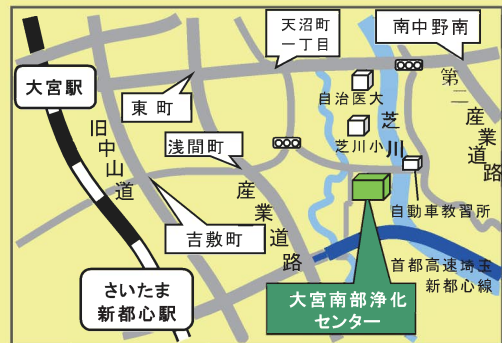 天沼町
一丁目
南中野南
大宮駅
東町
自治医大
第二産業道路
芝川
旧中山道
浅間町
芝川小
産業道路
自動車教習所
吉敷町
首都高速埼玉
新都心線
さいたま
新都心駅
大宮南部浄化
センター